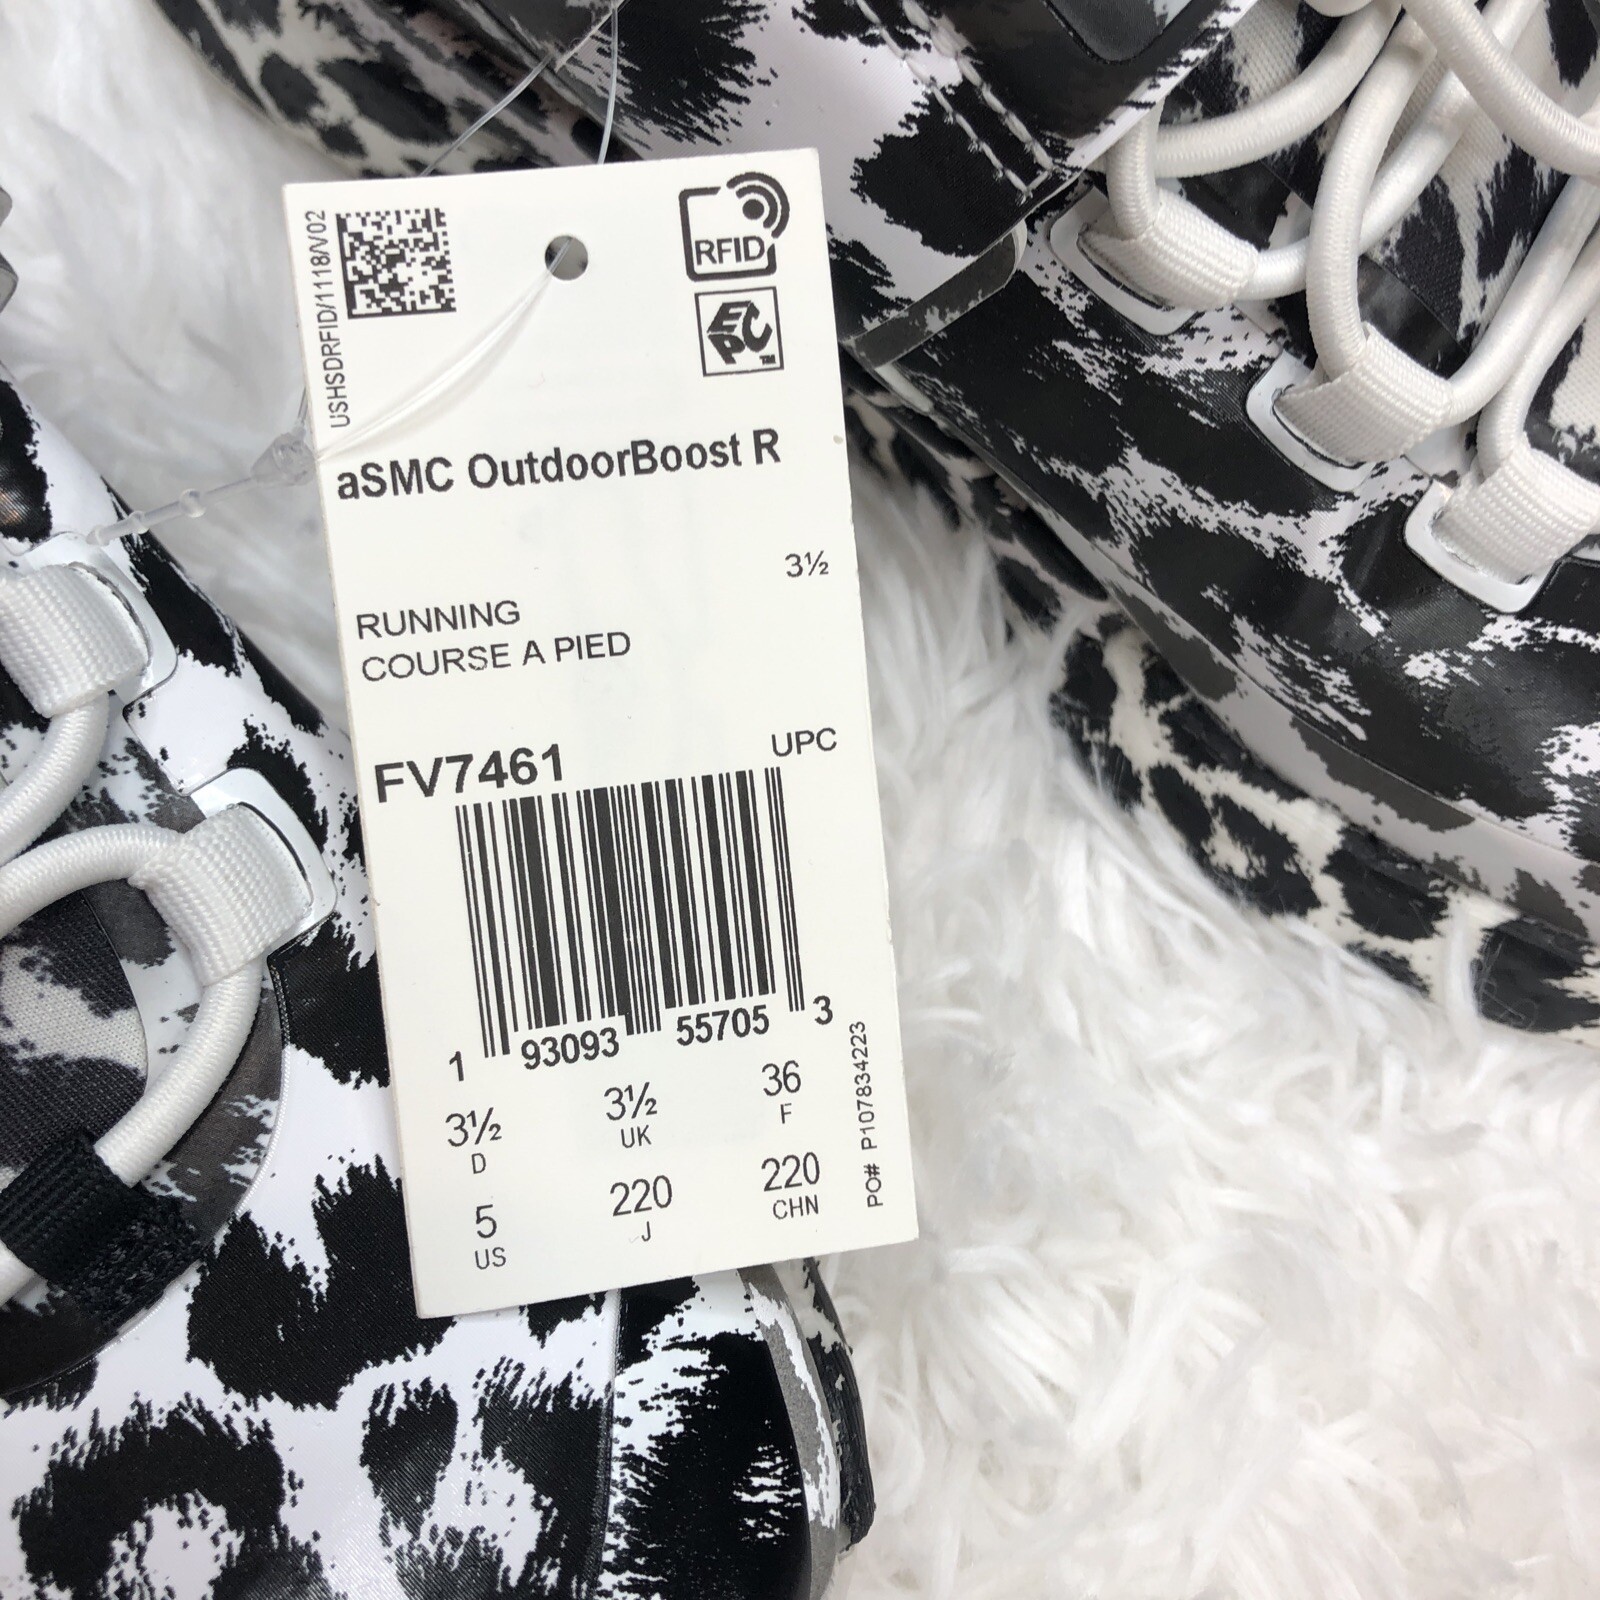 USHSDRFID/1118/V02
RFID
EPC™
aSMC OutdoorBoost R
3½
RUNNING
COURSE A PIED
FV7461
UPC
1 93093 55705 3
3½ 3½ 36
D UK F
5 220 220
US J CHN
PO# P107834223